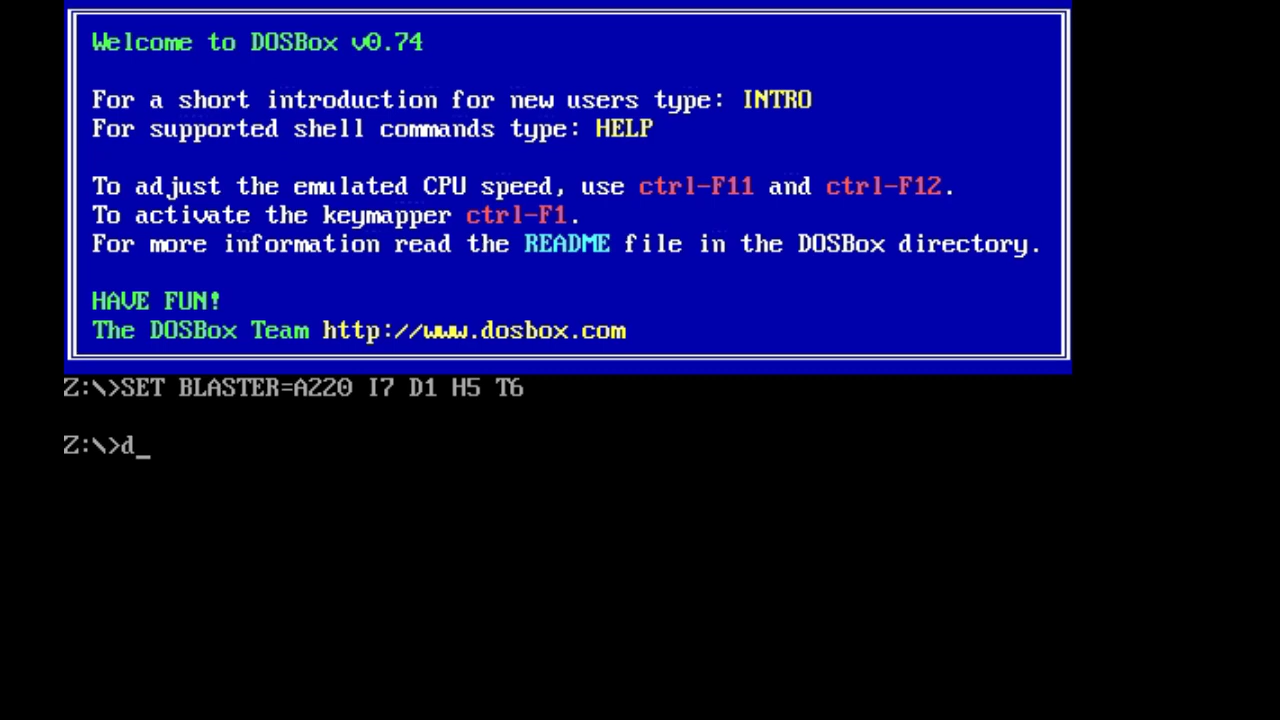 Welcome to DOSBox v0.74
For a short introduction for new users type: INTRO
For supported shell commands type: HELP
To adjust the emulated CPU speed, use ctrl-F11 and ctrl-F12.
To activate the keymapper ctrl-F1.
For more information read the README file in the DOSBox directory.
HAVE FUN!
The DOSBox Team http://www.dosbox.com
Z:\>SET BLASTER=A220 I7 D1 H5 T6
Z:\>d_